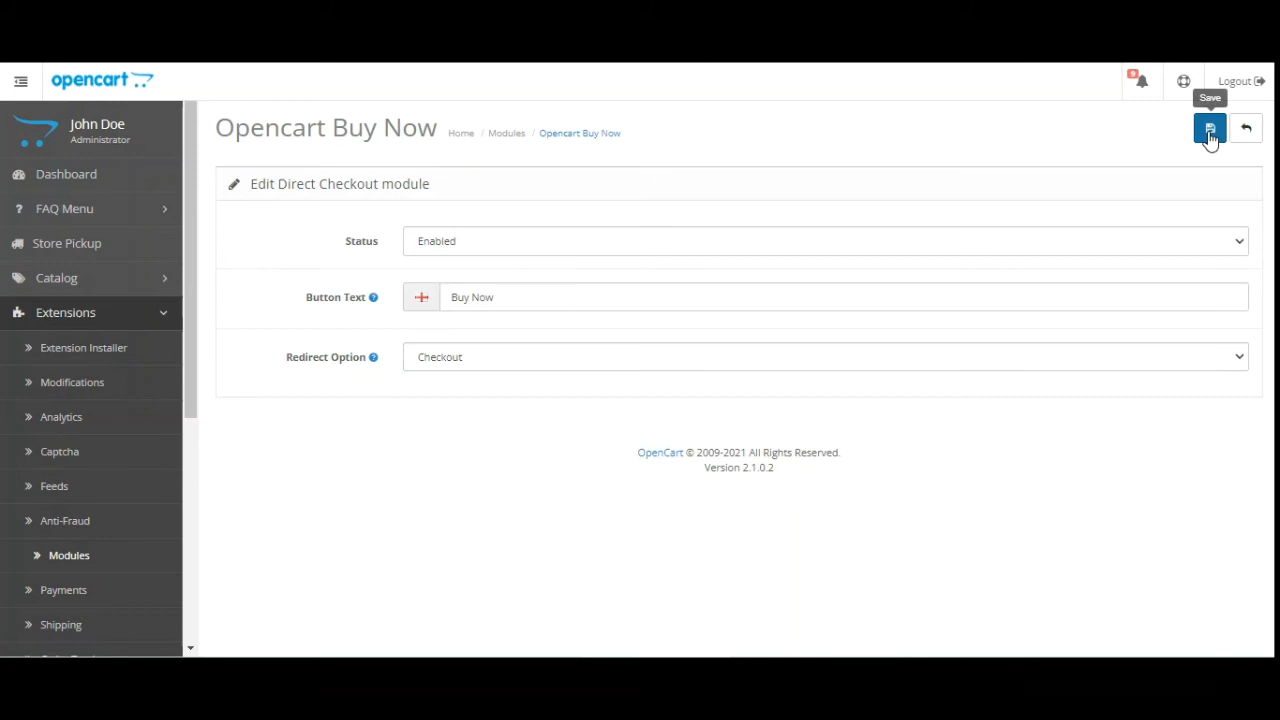 opencart
9
Logout
Save
John Doe
Administrator
Opencart Buy Now
Home / Modules / Opencart Buy Now
Dashboard
FAQ Menu
Store Pickup
Catalog
Extensions
Extension Installer
Modifications
Analytics
Captcha
Feeds
Anti-Fraud
Modules
Payments
Shipping
Edit Direct Checkout module
Status
Enabled
Button Text
Buy Now
Redirect Option
Checkout
OpenCart © 2009-2021 All Rights Reserved.
Version 2.1.0.2